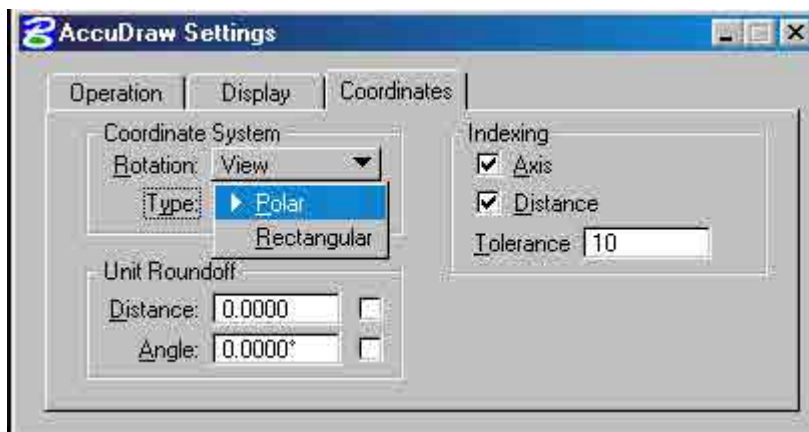 AccuDraw Settings
Operation Display Coordinates
Coordinate System
Rotation: View
Type: Polar
Rectangular
Unit Roundoff
Distance: 0.0000
Angle: 0.0000°
Indexing
Axis
Distance
Tolerance 10